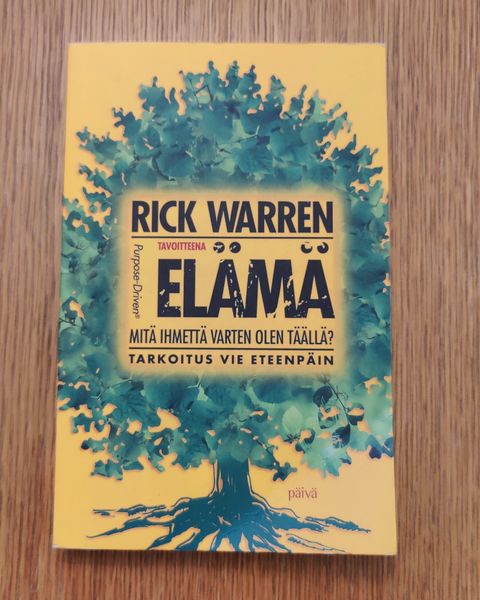 RICK WARREN
TAVOITTEENA
Purpose-Driven®
ELÄMÄ
MITÄ IHMETTÄ VARTEN OLEN TÄÄLLÄ?
TARKOITUS VIE ETEENPÄIN
päivä